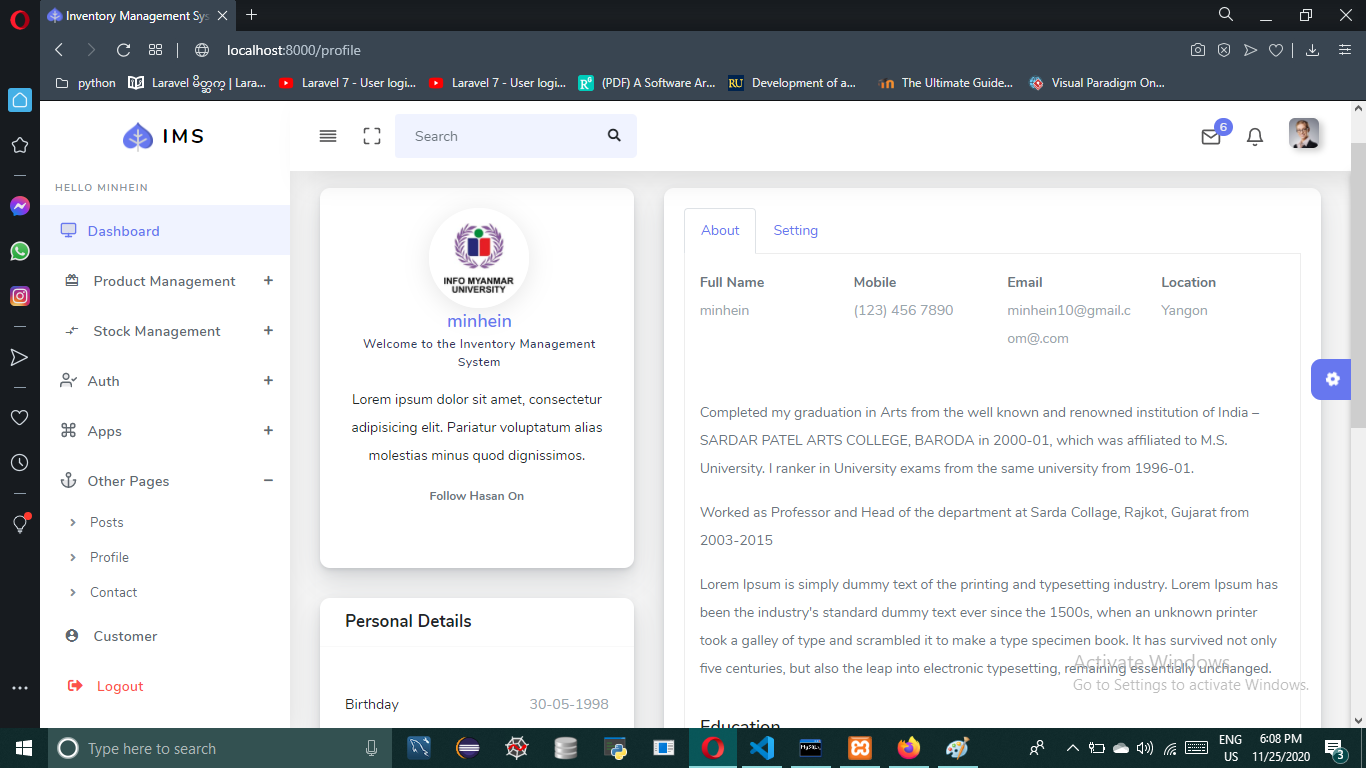 Inventory Management Sys
localhost:8000/profile
python
Laravel မိတ္ဆက္ | Lara...
Laravel 7 - User logi...
Laravel 7 - User logi...
(PDF) A Software Ar...
RU
Development of a...
The Ultimate Guide...
Visual Paradigm On...
IMS
Search
6
HELLO MINHEIN
Dashboard
Product Management +
Stock Management +
Auth +
Apps +
Other Pages −
Posts
Profile
Contact
Customer
Logout
INFO MYANMAR
UNIVERSITY
minhein
Welcome to the Inventory Management
System
Lorem ipsum dolor sit amet, consectetur
adipisicing elit. Pariatur voluptatum alias
molestias minus quod dignissimos.
Follow Hasan On
Personal Details
Birthday 30-05-1998
About Setting
Full Name Mobile Email Location
minhein (123) 456 7890 minhein10@gmail.c Yangon
om@.com
Completed my graduation in Arts from the well known and renowned institution of India –
SARDAR PATEL ARTS COLLEGE, BARODA in 2000-01, which was affiliated to M.S.
University. I ranker in University exams from the same university from 1996-01.
Worked as Professor and Head of the department at Sarda Collage, Rajkot, Gujarat from
2003-2015
Lorem Ipsum is simply dummy text of the printing and typesetting industry. Lorem Ipsum has
been the industry's standard dummy text ever since the 1500s, when an unknown printer
took a galley of type and scrambled it to make a type specimen book. It has survived not only
five centuries, but also the leap into electronic typesetting, remaining essentially unchanged.
Education
Activate Windows
Go to Settings to activate Windows.
Type here to search
MySQL
ENG
US
6:08 PM
11/25/2020
3